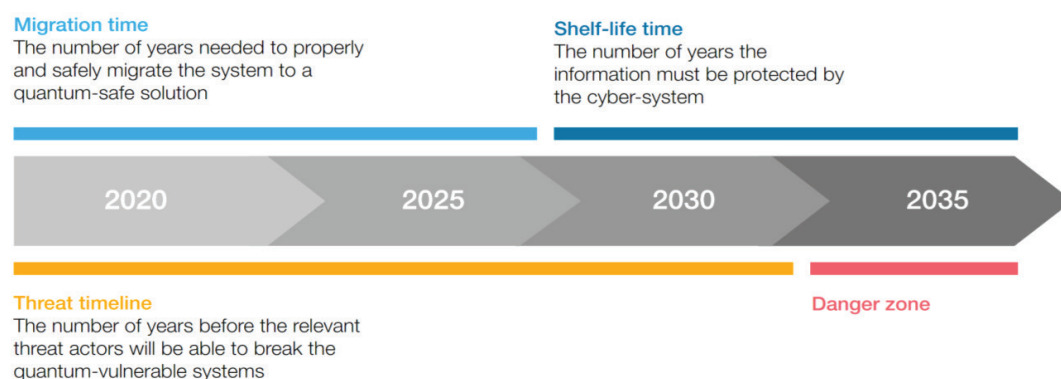 Migration time
The number of years needed to properly
and safely migrate the system to a
quantum-safe solution
Shelf-life time
The number of years the
information must be protected by
the cyber-system
2020
2025
2030
2035
Threat timeline
The number of years before the relevant
threat actors will be able to break the
quantum-vulnerable systems
Danger zone